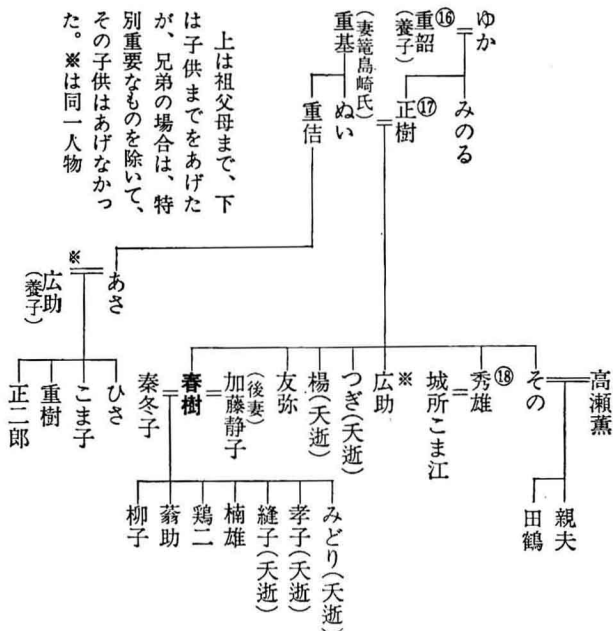 ゆか
⑯
重韶
(養子)
みのる
⑰
正樹
(妻篭島崎氏)
重基
ぬい
重佶
上は祖父母まで、下
は子供までをあげた
が、兄弟の場合は、特
別重要なものを除いて、
その子供はあげなかっ
た。※は同一人物
あさ
※
広助
(養子)
ひさ
こま子
重樹
正二郎
高瀬薫
その
⑱
秀雄
城所こま江
※
広助
つぎ(夭逝)
楊(夭逝)
友弥
(後妻)
加藤静子
春樹
秦冬子
親夫
田鶴
みどり(夭逝)
孝子(夭逝)
縫子(夭逝)
楠雄
鶏二
蓊助
柳子